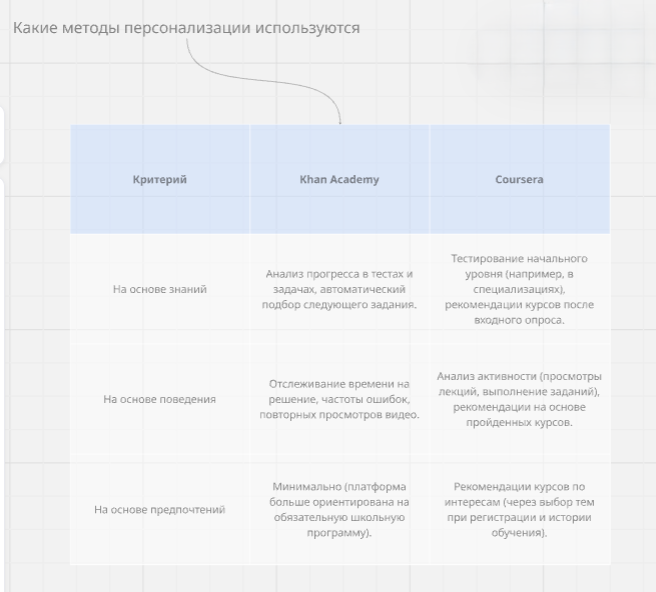 Какие методы персонализации используются
Критерий
Khan Academy
Coursera
На основе знаний
Анализ прогресса в тестах и
задачах, автоматический
подбор следующего задания.
Тестирование начального
уровня (например, в
специализациях),
рекомендации курсов после
входного опроса.
На основе поведения
Отслеживание времени на
решение, частоты ошибок,
повторных просмотров видео.
Анализ активности (просмотры
лекций, выполнение заданий),
рекомендации на основе
пройденных курсов.
На основе предпочтений
Минимально (платформа
больше ориентирована на
обязательную школьную
программу).
Рекомендации курсов по
интересам (через выбор тем
при регистрации и истории
обучения).